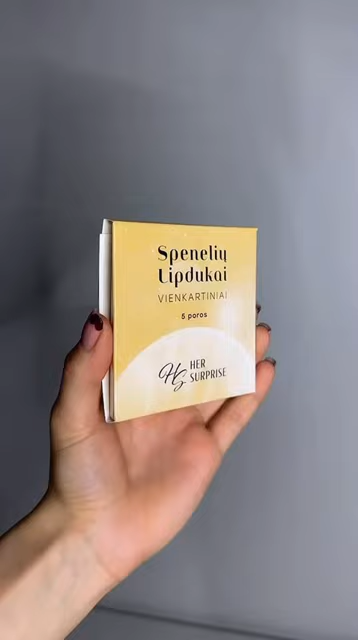 Spenelių
Lipdukai
VIENKARTINIAI
5 poros
HS HER
SURPRISE